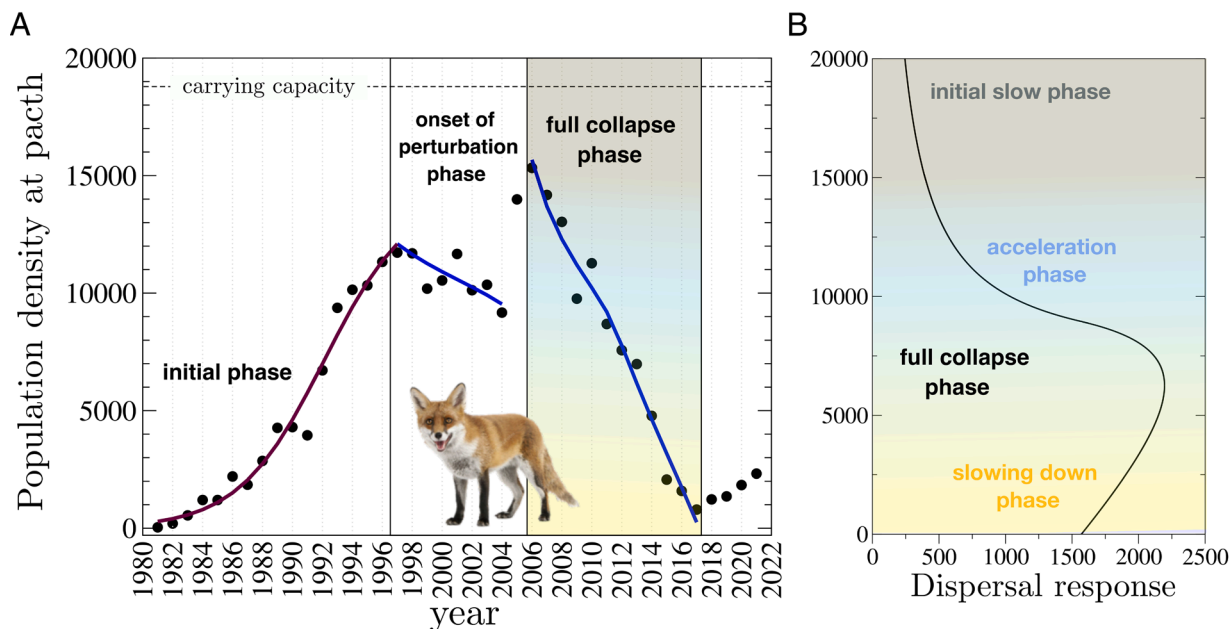 A
B
Population density at pacth
20000
15000
10000
5000
0
carrying capacity
onset of
perturbation
phase
full collapse
phase
initial phase
1980
1982
1984
1986
1988
1990
1992
1994
1996
1998
2000
2002
2004
2006
2008
2010
2012
2014
2016
2018
2020
2022
year
20000
15000
10000
5000
0
initial slow phase
acceleration
phase
full collapse
phase
slowing down
phase
0
500
1000
1500
2000
2500
Dispersal response